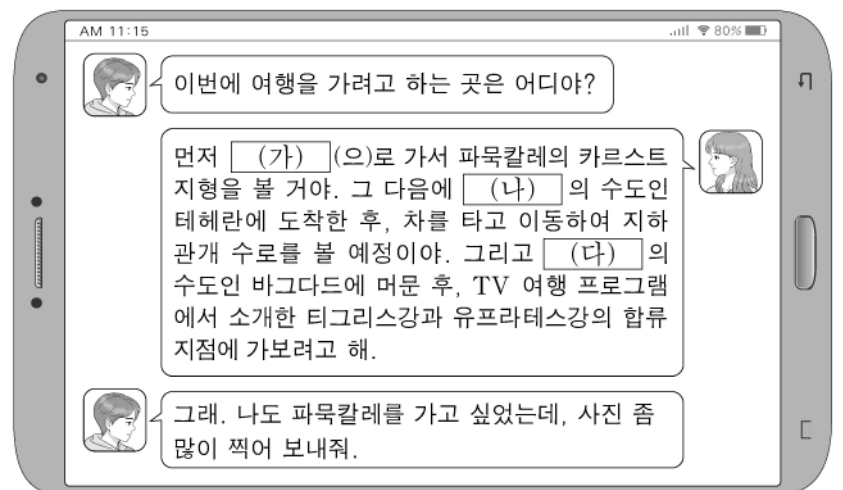 AM 11:15
80%
이번에 여행을 가려고 하는 곳은 어디야?
먼저 (가) (으)로 가서 파묵칼레의 카르스트
지형을 볼 거야. 그 다음에 (나) 의 수도인
테헤란에 도착한 후, 차를 타고 이동하여 지하
관개 수로를 볼 예정이야. 그리고 (다) 의
수도인 바그다드에 머문 후, TV 여행 프로그램
에서 소개한 티그리스강과 유프라테스강의 합류
지점에 가보려고 해.
그래. 나도 파묵칼레를 가고 싶었는데, 사진 좀
많이 찍어 보내줘.